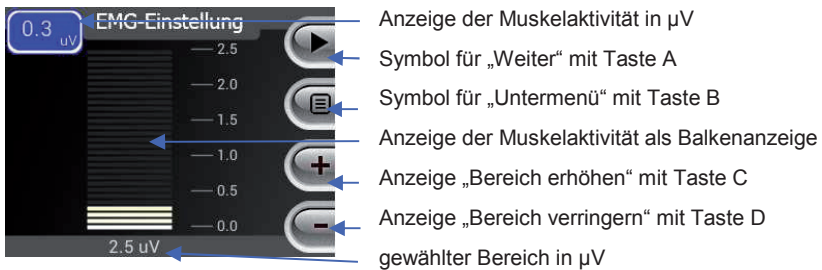 0.3 uV
EMG-Einstellung
2.5
2.0
1.5
1.0
0.5
0.0
2.5 uV
Anzeige der Muskelaktivität in µV
Symbol für „Weiter“ mit Taste A
Symbol für „Untermenü“ mit Taste B
Anzeige der Muskelaktivität als Balkenanzeige
Anzeige „Bereich erhöhen“ mit Taste C
Anzeige „Bereich verringern“ mit Taste D
gewählter Bereich in µV